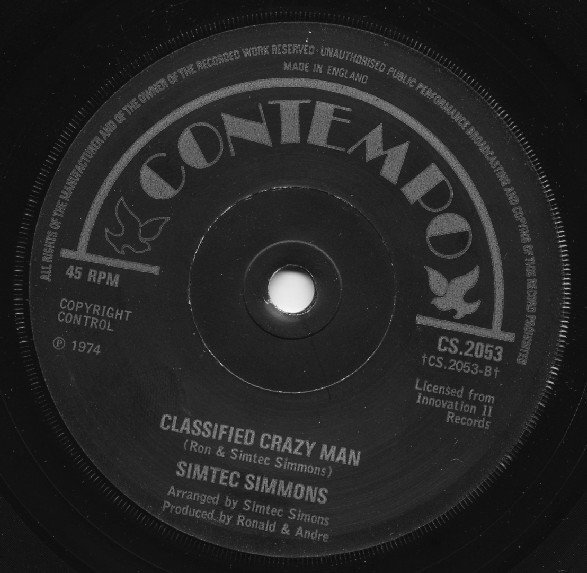 ALL RIGHTS OF THE MANUFACTURER AND OF THE OWNER OF THE RECORDED WORK RESERVED · UNAUTHORISED PUBLIC PERFORMANCE BROADCASTING AND COPYING OF THIS RECORD PROHIBITED
MADE IN ENGLAND
CONTEMPO
45 RPM
COPYRIGHT
CONTROL
℗ 1974
CS.2053
†CS.2053-B†
Licensed from
Innovation II
Records
CLASSIFIED CRAZY MAN
(Ron & Simtec Simmons)
SIMTEC SIMMONS
Arranged by Simtec Simons
Produced by Ronald & Andre